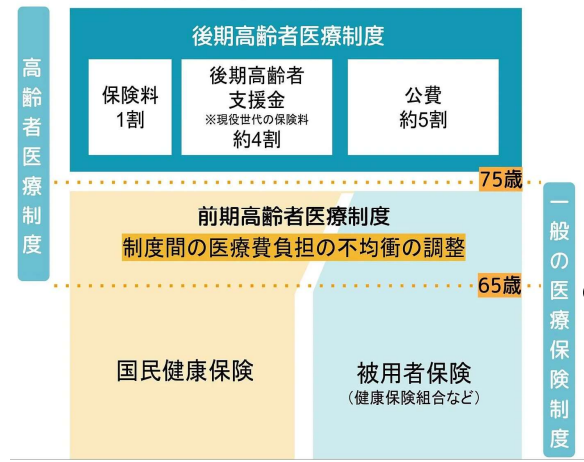 後期高齢者医療制度
高齢者医療制度
保険料
1割
後期高齢者
支援金
※現役世代の保険料
約4割
公費
約5割
75歳
前期高齢者医療制度
制度間の医療費負担の不均衡の調整
65歳
一般の医療保険制度
国民健康保険
被用者保険
(健康保険組合など)